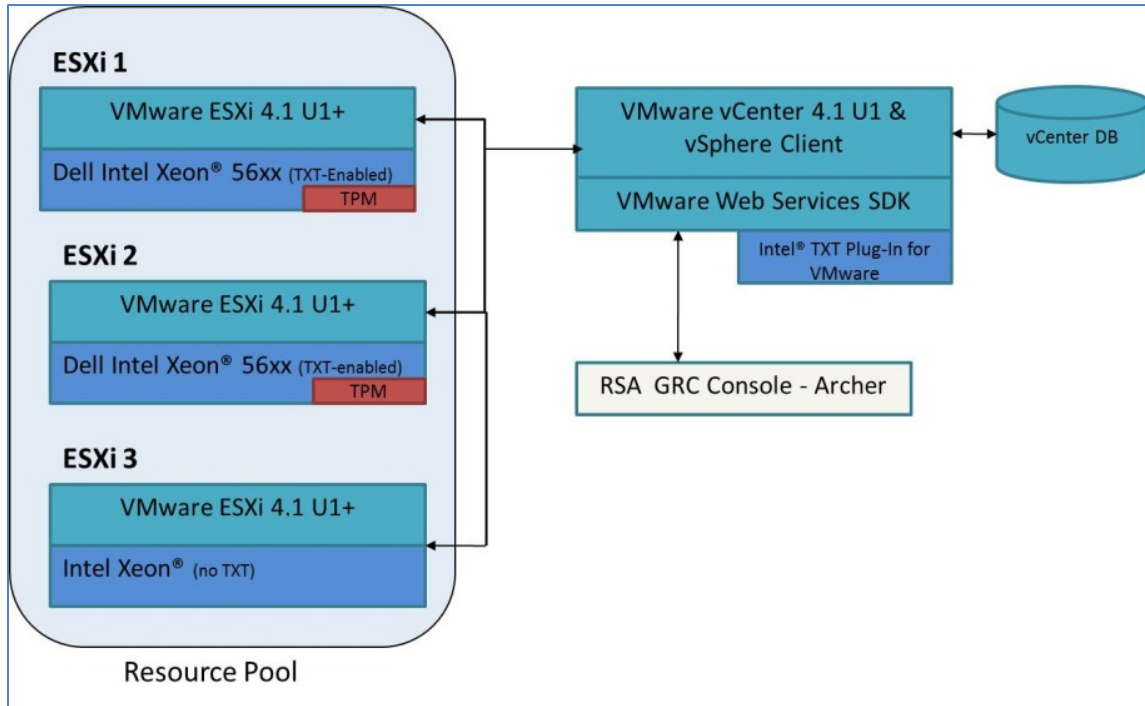 ESXi 1
VMware ESXi 4.1 U1+
Dell Intel Xeon® 56xx (TXT-Enabled)
TPM
ESXi 2
VMware ESXi 4.1 U1+
Dell Intel Xeon® 56xx (TXT-enabled)
TPM
ESXi 3
VMware ESXi 4.1 U1+
Intel Xeon® (no TXT)
Resource Pool
VMware vCenter 4.1 U1 &
vSphere Client
VMware Web Services SDK
Intel® TXT Plug-In for
VMware
vCenter DB
RSA GRC Console - Archer